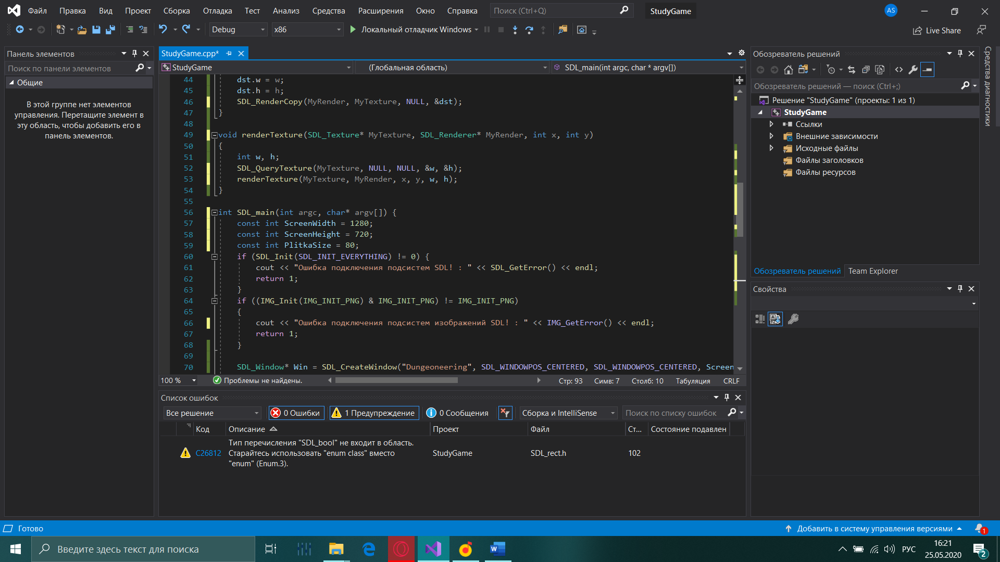 Файл Правка Вид Проект Сборка Отладка Тест Анализ Средства Расширения Окно Справка Поиск (Ctrl+Q) StudyGame AS
Debug x86 Локальный отладчик Windows Live Share
Панель элементов
Поиск по панели элементов
Общие
В этой группе нет элементов
управления. Перетащите элемент в
эту область, чтобы добавить его в
панель элементов.
StudyGame.cpp*
StudyGame (Глобальная область) SDL_main(int argc, char * argv[])
44 dst.w = w;
45 dst.h = h;
46 SDL_RenderCopy(MyRender, MyTexture, NULL, &dst);
47 }
48
49 void renderTexture(SDL_Texture* MyTexture, SDL_Renderer* MyRender, int x, int y)
50 {
51 int w, h;
52 SDL_QueryTexture(MyTexture, NULL, NULL, &w, &h);
53 renderTexture(MyTexture, MyRender, x, y, w, h);
54 }
55
56 int SDL_main(int argc, char* argv[]) {
57 const int ScreenWidth = 1280;
58 const int ScreenHeight = 720;
59 const int PlitkaSize = 80;
60 if (SDL_Init(SDL_INIT_EVERYTHING) != 0) {
61 cout << "Ошибка подключения подсистем SDL! : " << SDL_GetError() << endl;
62 return 1;
63 }
64 if ((IMG_Init(IMG_INIT_PNG) & IMG_INIT_PNG) != IMG_INIT_PNG)
65 {
66 cout << "Ошибка подключения подсистем изображений SDL! : " << IMG_GetError() << endl;
67 return 1;
68 }
69
70 SDL_Window* Win = SDL_CreateWindow("Dungeoneering", SDL_WINDOWPOS_CENTERED, SDL_WINDOWPOS_CENTERED, Screen
100 % Проблемы не найдены. Стр: 93 Симв: 7 Столб: 10 Табуляция CRLF
Список ошибок
Все решение 0 Ошибки 1 Предупреждение 0 Сообщения Сборка и IntelliSense Поиск по списку ошибок
Код Описание Проект Файл Ст... Состояние подавлен
C26812 Тип перечисления "SDL_bool" не входит в область. Старайтесь использовать "enum class" вместо "enum" (Enum.3). StudyGame SDL_rect.h 102
Обозреватель решений
Обозреватель решений — поиск (Ctrl+;)
Решение "StudyGame" (проекты: 1 из 1)
StudyGame
Ссылки
Внешние зависимости
Исходные файлы
Файлы заголовков
Файлы ресурсов
Обозреватель решений Team Explorer
Свойства
Средства диагностики
Готово Добавить в систему управления версиями 1
Введите здесь текст для поиска РУС 16:21
25.05.2020 2